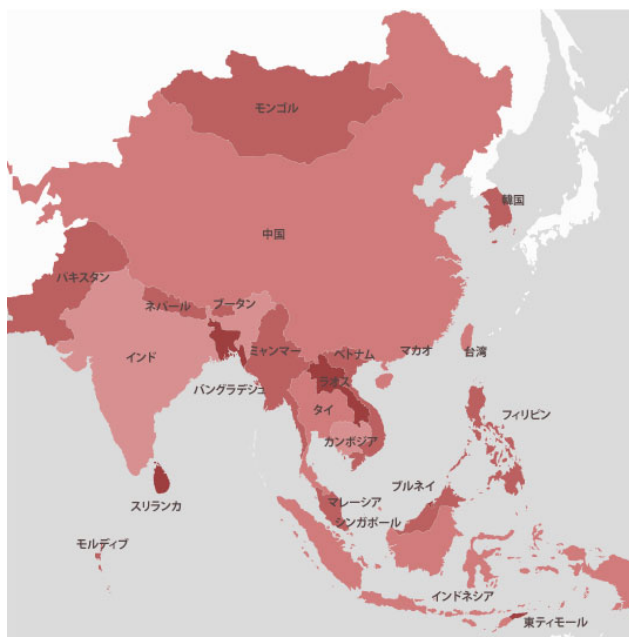 モンゴル
韓国
中国
パキスタン
ネパール
ブータン
インド
ミャンマー
ベトナム
マカオ
台湾
バングラデシュ
ラオス
タイ
フィリピン
カンボジア
スリランカ
マレーシア
ブルネイ
シンガポール
モルディブ
インドネシア
東ティモール